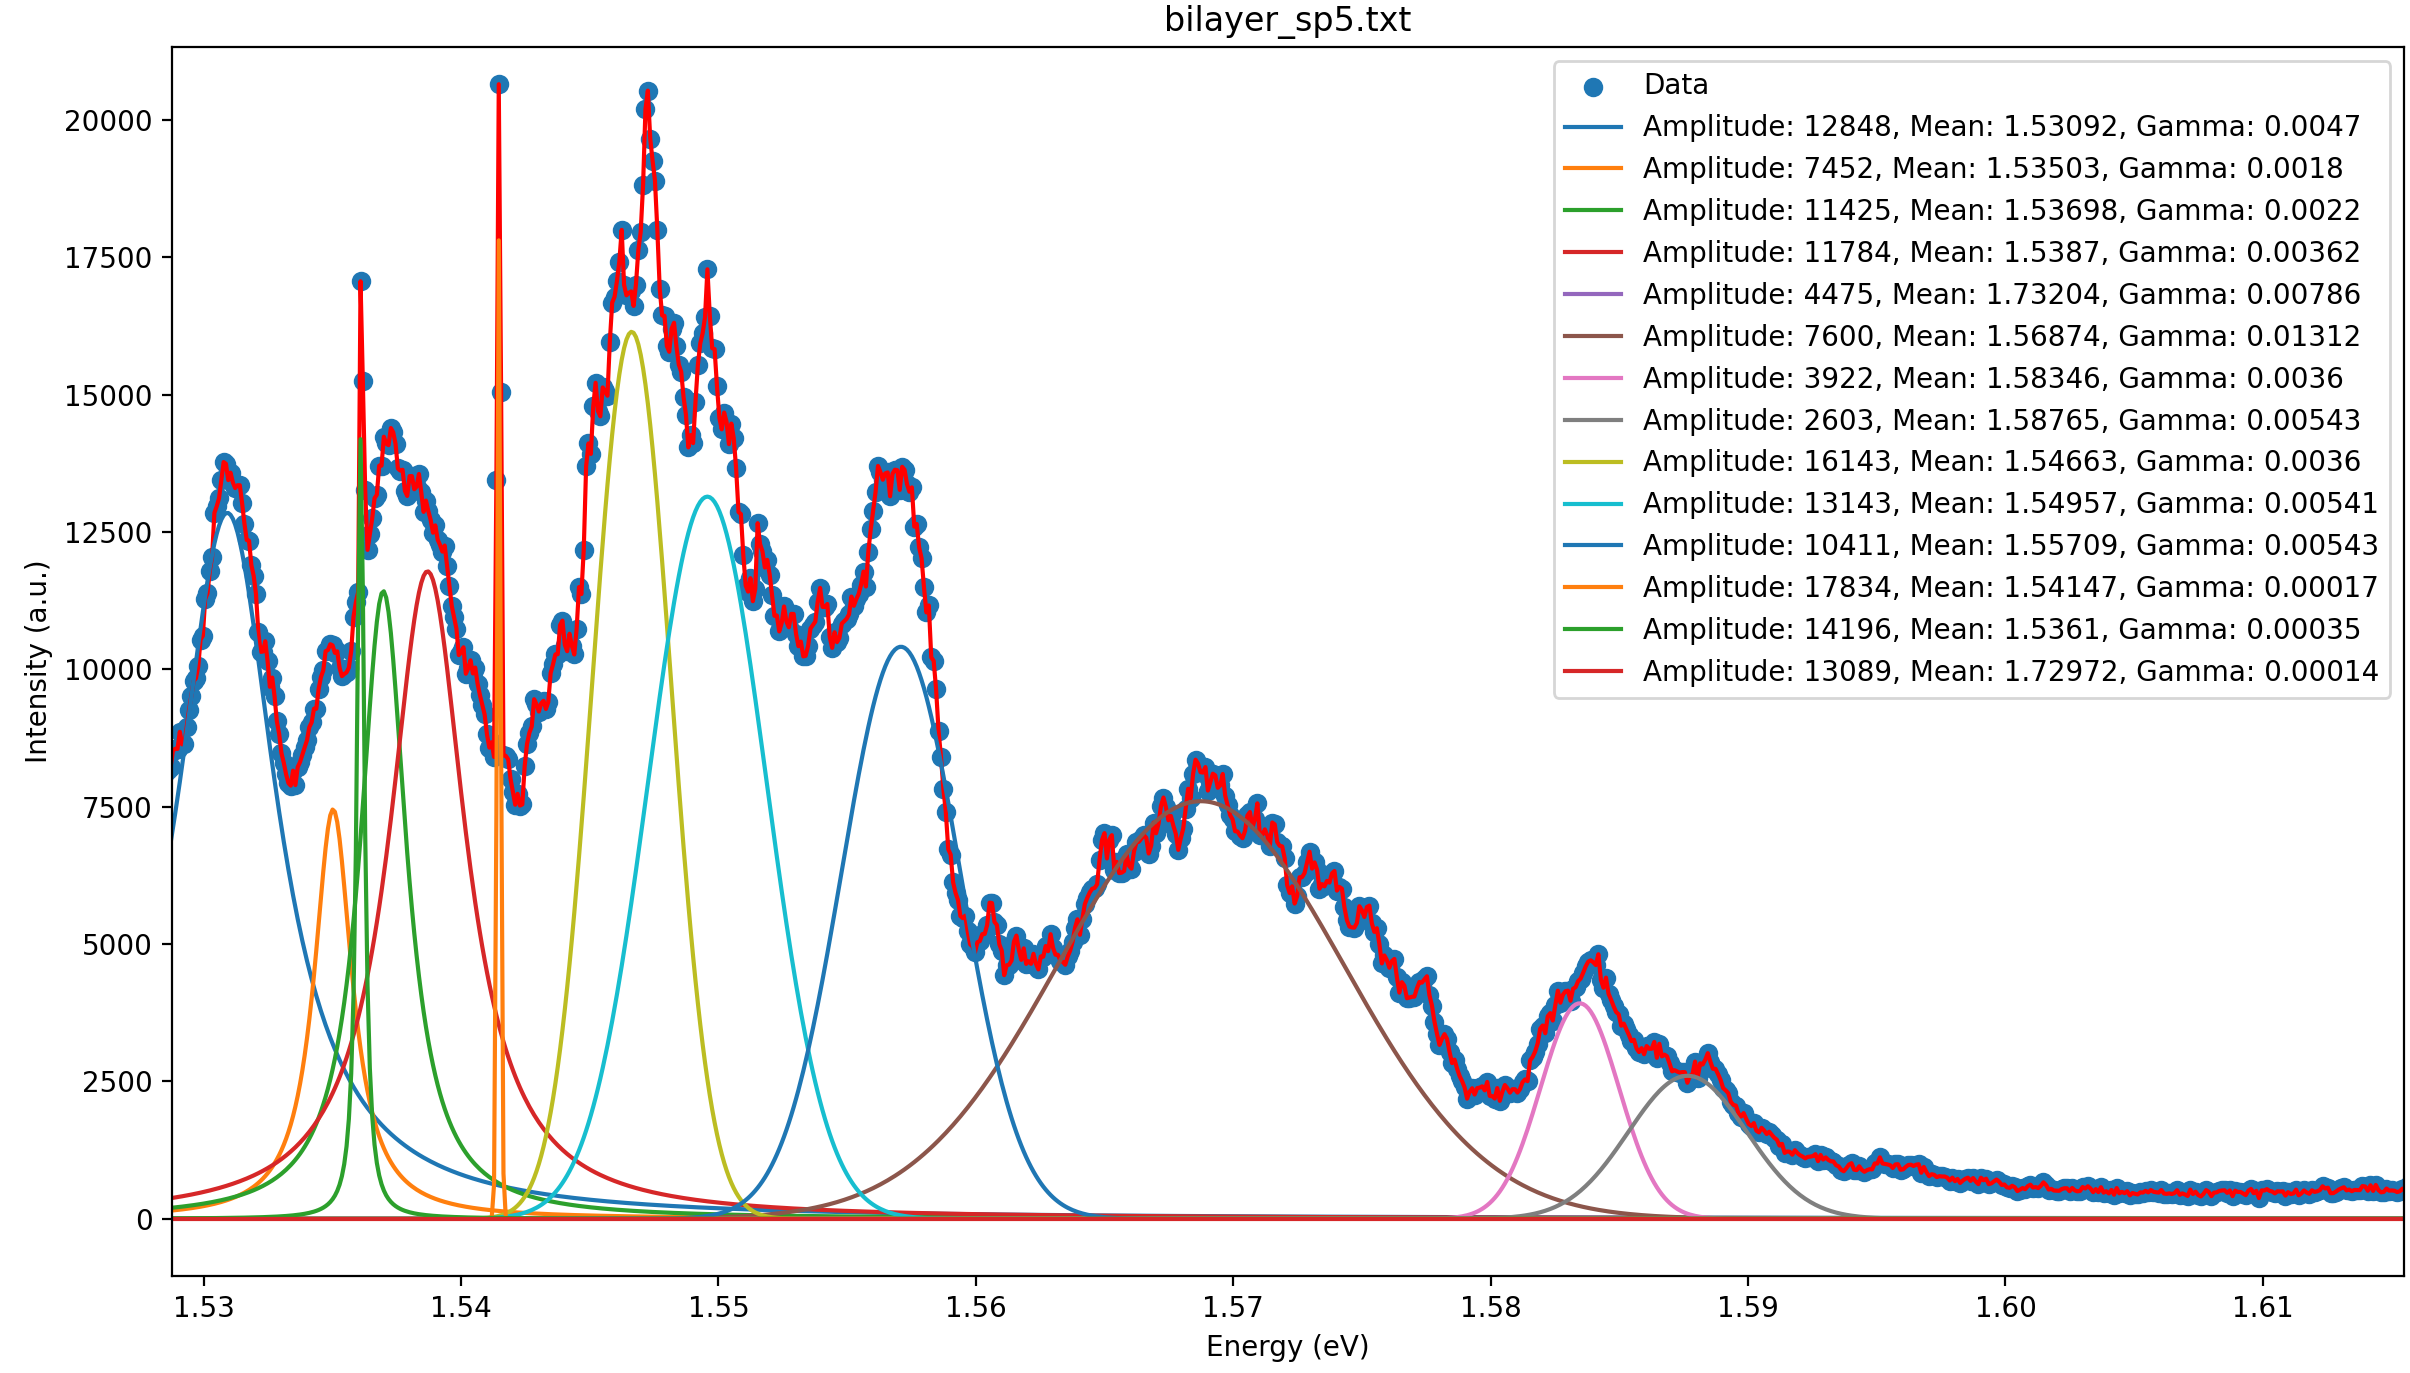 bilayer_sp5.txt
Data
Amplitude: 12848, Mean: 1.53092, Gamma: 0.0047
Amplitude: 7452, Mean: 1.53503, Gamma: 0.0018
Amplitude: 11425, Mean: 1.53698, Gamma: 0.0022
Amplitude: 11784, Mean: 1.5387, Gamma: 0.00362
Amplitude: 4475, Mean: 1.73204, Gamma: 0.00786
Amplitude: 7600, Mean: 1.56874, Gamma: 0.01312
Amplitude: 3922, Mean: 1.58346, Gamma: 0.0036
Amplitude: 2603, Mean: 1.58765, Gamma: 0.00543
Amplitude: 16143, Mean: 1.54663, Gamma: 0.0036
Amplitude: 13143, Mean: 1.54957, Gamma: 0.00541
Amplitude: 10411, Mean: 1.55709, Gamma: 0.00543
Amplitude: 17834, Mean: 1.54147, Gamma: 0.00017
Amplitude: 14196, Mean: 1.5361, Gamma: 0.00035
Amplitude: 13089, Mean: 1.72972, Gamma: 0.00014
Intensity (a.u.)
20000
17500
15000
12500
10000
7500
5000
2500
0
1.53 1.54 1.55 1.56 1.57 1.58 1.59 1.60 1.61
Energy (eV)